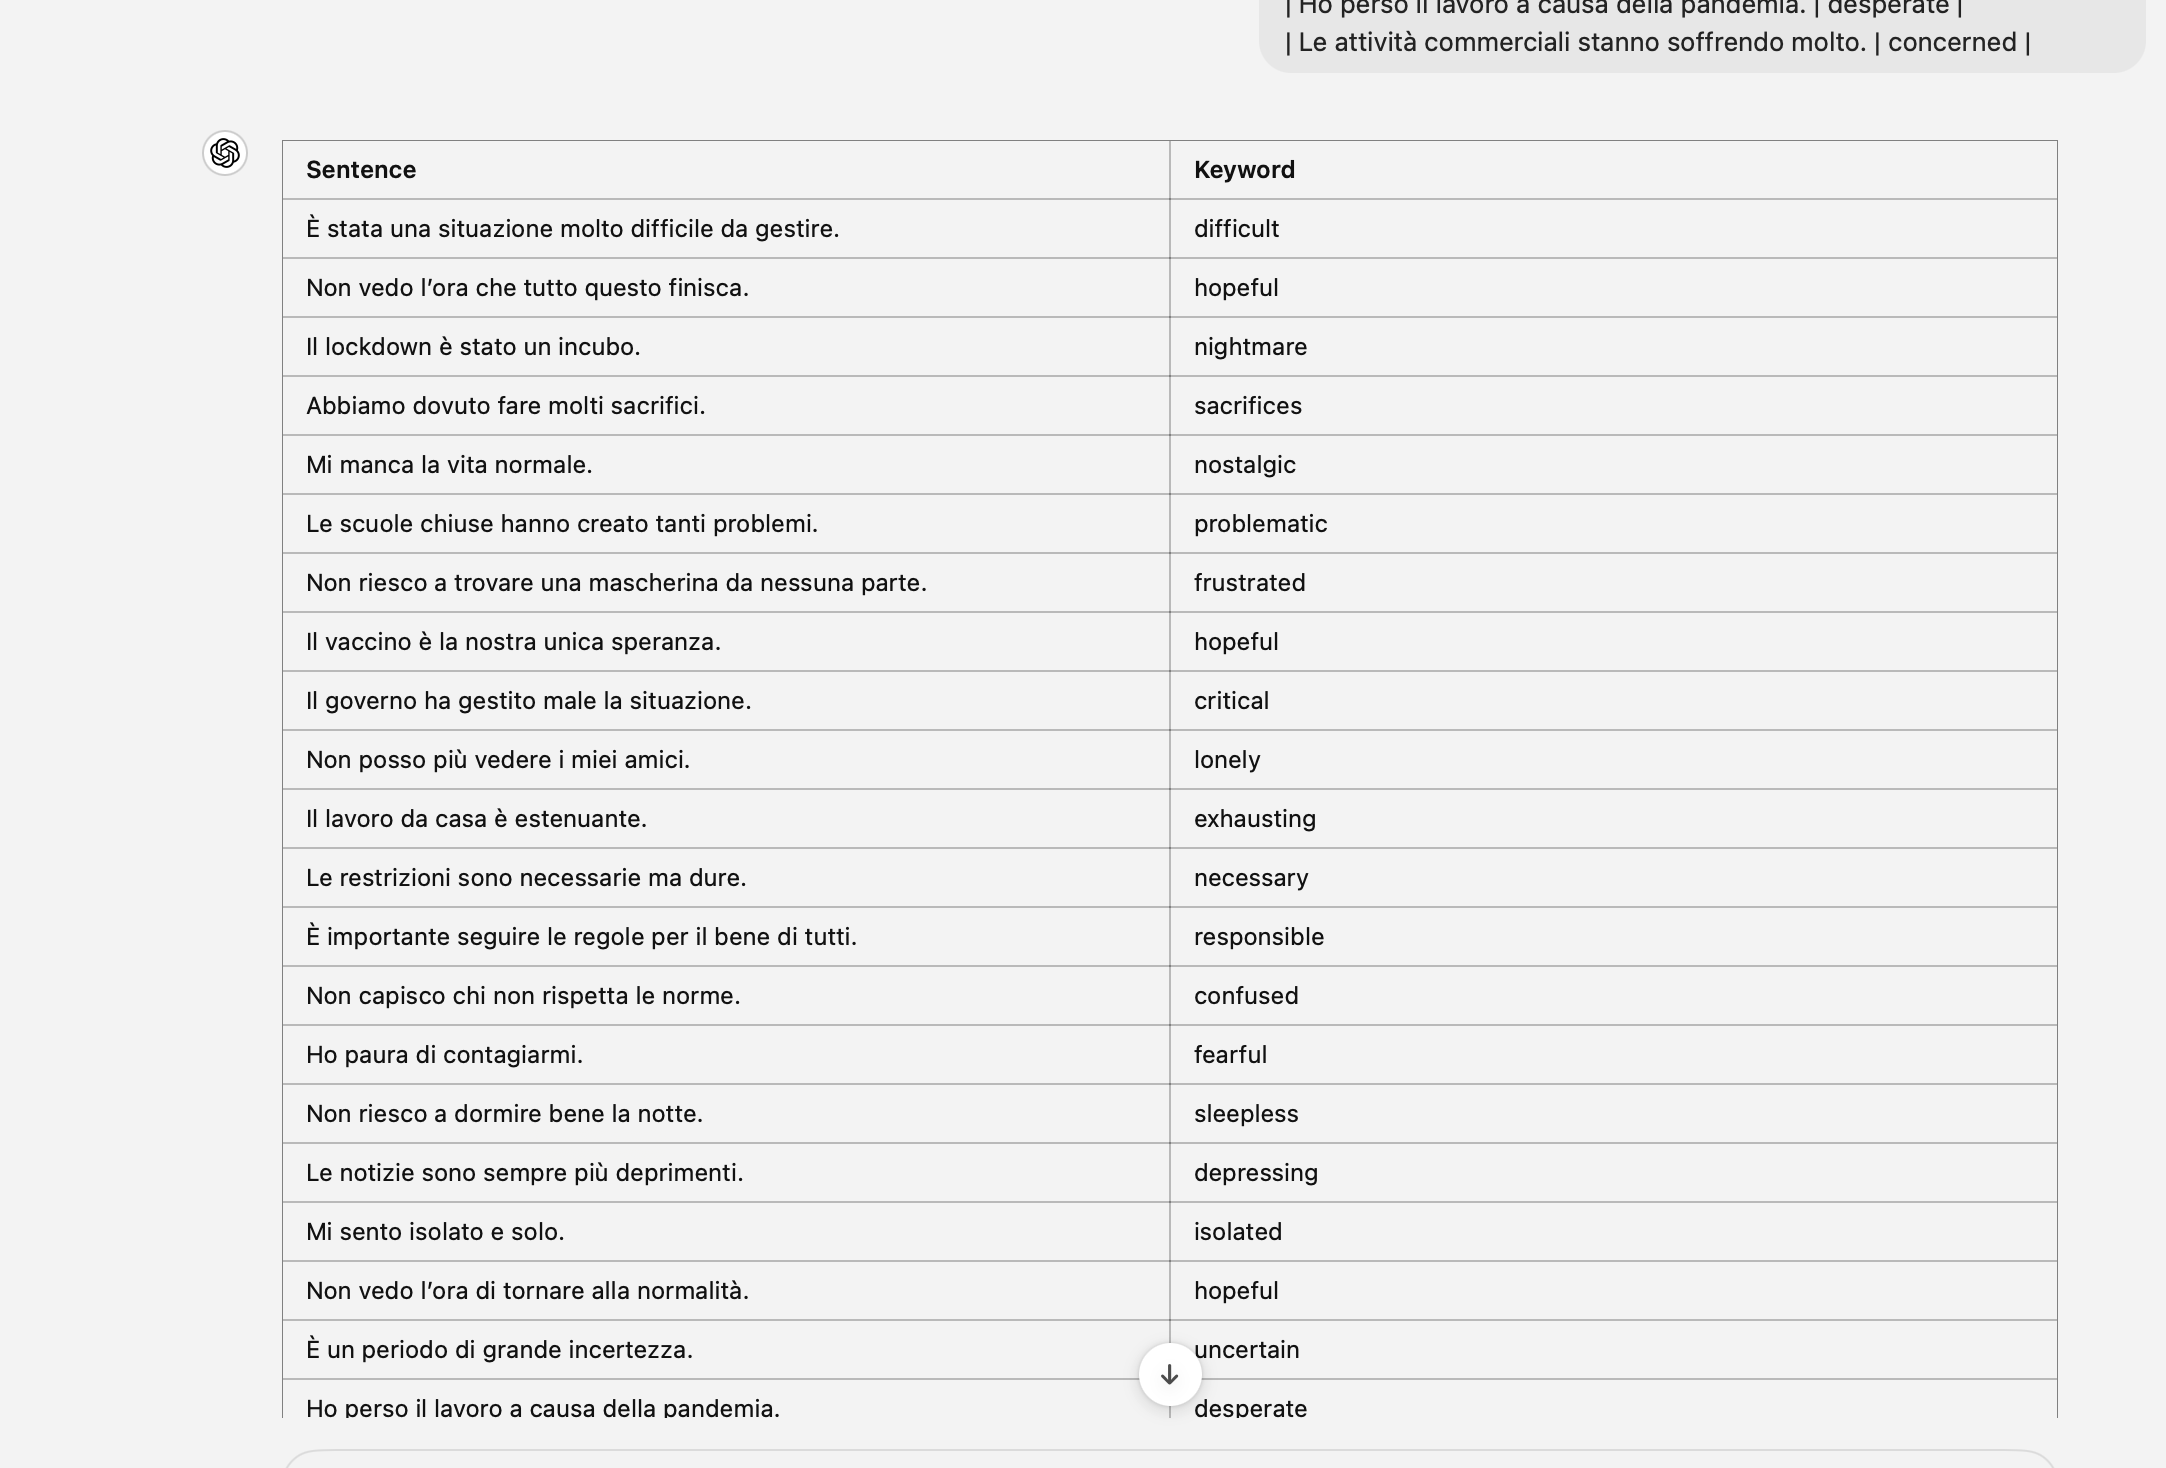 | Ho perso il lavoro a causa della pandemia. | desperate |
| Le attività commerciali stanno soffrendo molto. | concerned |
Sentence Keyword
È stata una situazione molto difficile da gestire. difficult
Non vedo l’ora che tutto questo finisca. hopeful
Il lockdown è stato un incubo. nightmare
Abbiamo dovuto fare molti sacrifici. sacrifices
Mi manca la vita normale. nostalgic
Le scuole chiuse hanno creato tanti problemi. problematic
Non riesco a trovare una mascherina da nessuna parte. frustrated
Il vaccino è la nostra unica speranza. hopeful
Il governo ha gestito male la situazione. critical
Non posso più vedere i miei amici. lonely
Il lavoro da casa è estenuante. exhausting
Le restrizioni sono necessarie ma dure. necessary
È importante seguire le regole per il bene di tutti. responsible
Non capisco chi non rispetta le norme. confused
Ho paura di contagiarmi. fearful
Non riesco a dormire bene la notte. sleepless
Le notizie sono sempre più deprimenti. depressing
Mi sento isolato e solo. isolated
Non vedo l’ora di tornare alla normalità. hopeful
È un periodo di grande incertezza. uncertain
Ho perso il lavoro a causa della pandemia. desperate